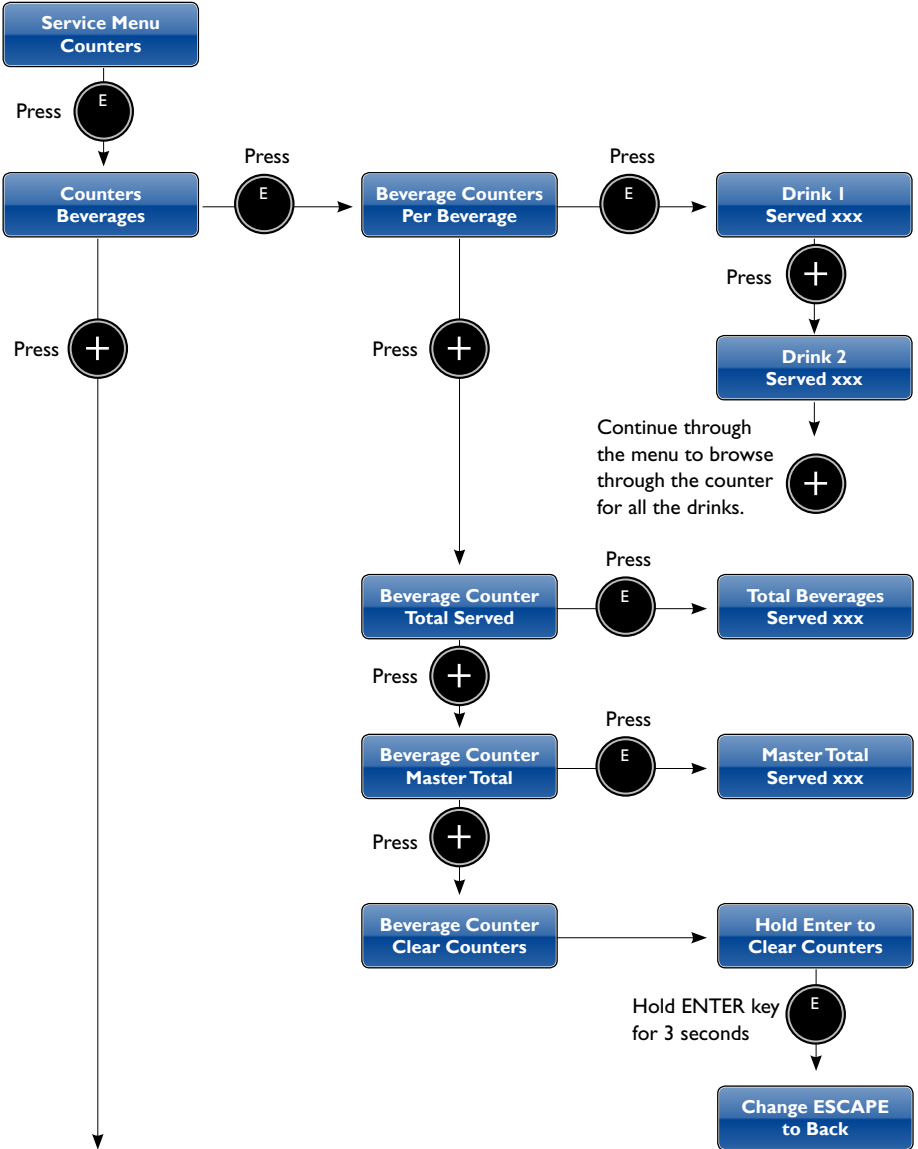 Service Menu
Counters
Press
E
Press
Press
Counters
Beverages
E
Beverage Counters
Per Beverage
E
Drink 1
Served xxx
Press
+
Press
+
Press
+
Drink 2
Served xxx
Continue through
the menu to browse
through the counter
for all the drinks.
+
Press
Beverage Counter
Total Served
E
Total Beverages
Served xxx
Press
+
Press
Beverage Counter
Master Total
E
Master Total
Served xxx
Press
+
Beverage Counter
Clear Counters
Hold Enter to
Clear Counters
Hold ENTER key
for 3 seconds
E
Change ESCAPE
to Back